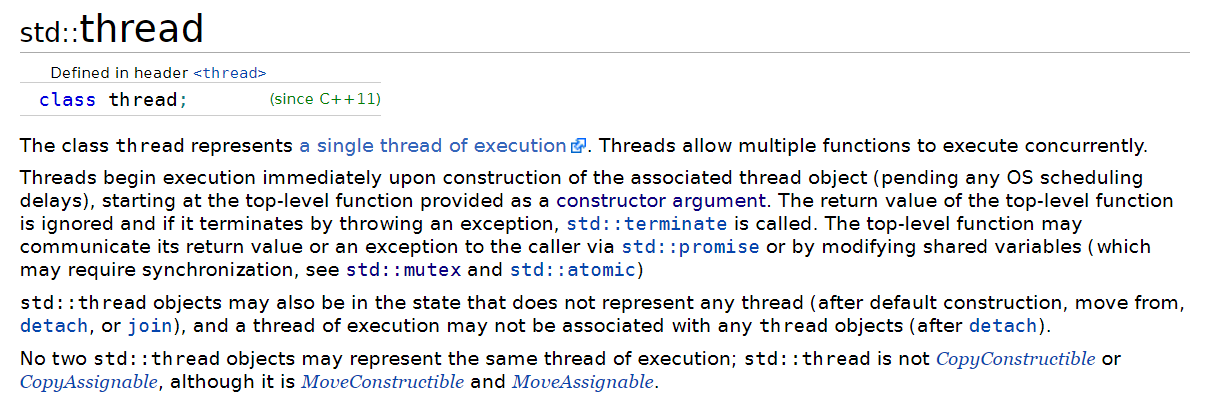 std::thread
Defined in header <thread>
class thread; (since C++11)
The class thread represents a single thread of execution. Threads allow multiple functions to execute concurrently.
Threads begin execution immediately upon construction of the associated thread object (pending any OS scheduling
delays), starting at the top-level function provided as a constructor argument. The return value of the top-level function
is ignored and if it terminates by throwing an exception, std::terminate is called. The top-level function may
communicate its return value or an exception to the caller via std::promise or by modifying shared variables (which
may require synchronization, see std::mutex and std::atomic)
std::thread objects may also be in the state that does not represent any thread (after default construction, move from,
detach, or join), and a thread of execution may not be associated with any thread objects (after detach).
No two std::thread objects may represent the same thread of execution; std::thread is not CopyConstructible or
CopyAssignable, although it is MoveConstructible and MoveAssignable.